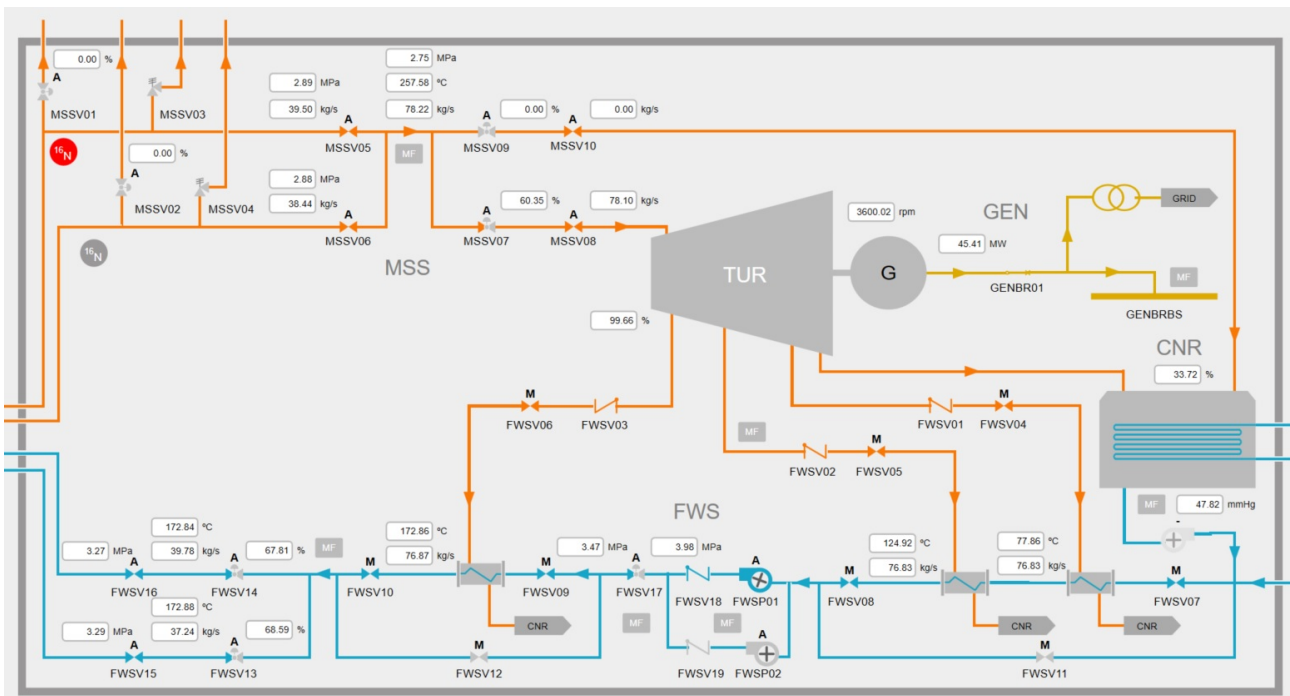 0.00 %
A
MSSV01
MSSV03
16N
0.00 %
A
MSSV02
MSSV04
16N
2.89 MPa
39.50 kg/s
A
MSSV05
2.88 MPa
38.44 kg/s
A
MSSV06
2.75 MPa
257.58 ºC
78.22 kg/s
MF
MSS
A
MSSV09
0.00 %
A
MSSV10
0.00 kg/s
A
MSSV07
60.35 %
A
MSSV08
78.10 kg/s
TUR
99.66 %
3600.02 rpm
G
GEN
45.41 MW
GENBR01
GRID
MF
GENBRBS
CNR
33.72 %
MF
47.82 mmHg
-
M
FWSV06
FWSV03
MF
FWSV02
M
FWSV05
FWSV01
M
FWSV04
FWS
172.84 ºC
39.78 kg/s
67.81 %
3.27 MPa
A
FWSV16
A
FWSV14
172.88 ºC
37.24 kg/s
68.59 %
3.29 MPa
A
FWSV15
A
FWSV13
MF
M
FWSV10
172.86 ºC
76.87 kg/s
M
FWSV09
3.47 MPa
A
FWSV17
3.98 MPa
CNR
M
FWSV12
FWSV18
A
FWSP01
MF
MF
FWSV19
A
FWSP02
M
FWSV08
124.92 ºC
76.83 kg/s
77.86 ºC
76.83 kg/s
M
FWSV07
CNR
CNR
M
FWSV11